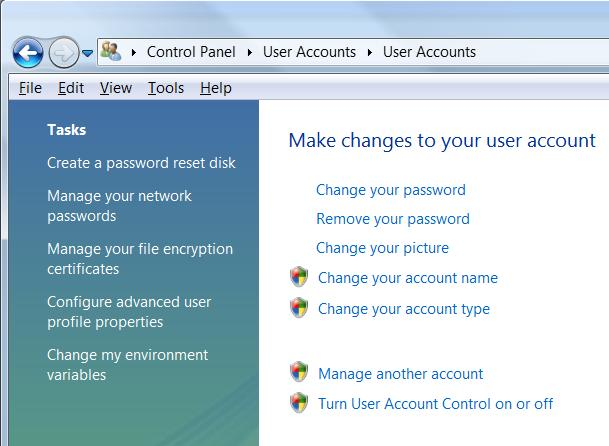 Control Panel User Accounts User Accounts
File Edit View Tools Help
Tasks
Create a password reset disk
Manage your network
passwords
Manage your file encryption
certificates
Configure advanced user
profile properties
Change my environment
variables
Make changes to your user account
Change your password
Remove your password
Change your picture
Change your account name
Change your account type
Manage another account
Turn User Account Control on or off